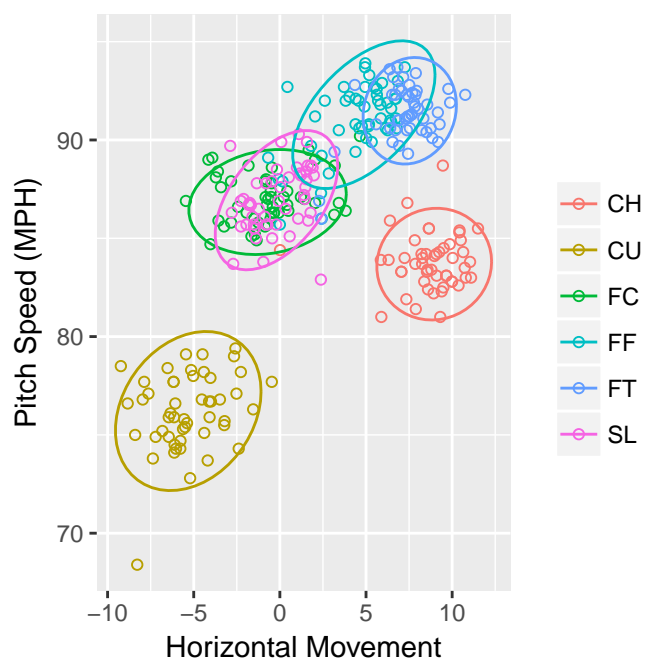 90
80
70
−10
−5
0
5
10
Horizontal Movement
Pitch Speed (MPH)
CH
CU
FC
FF
FT
SL